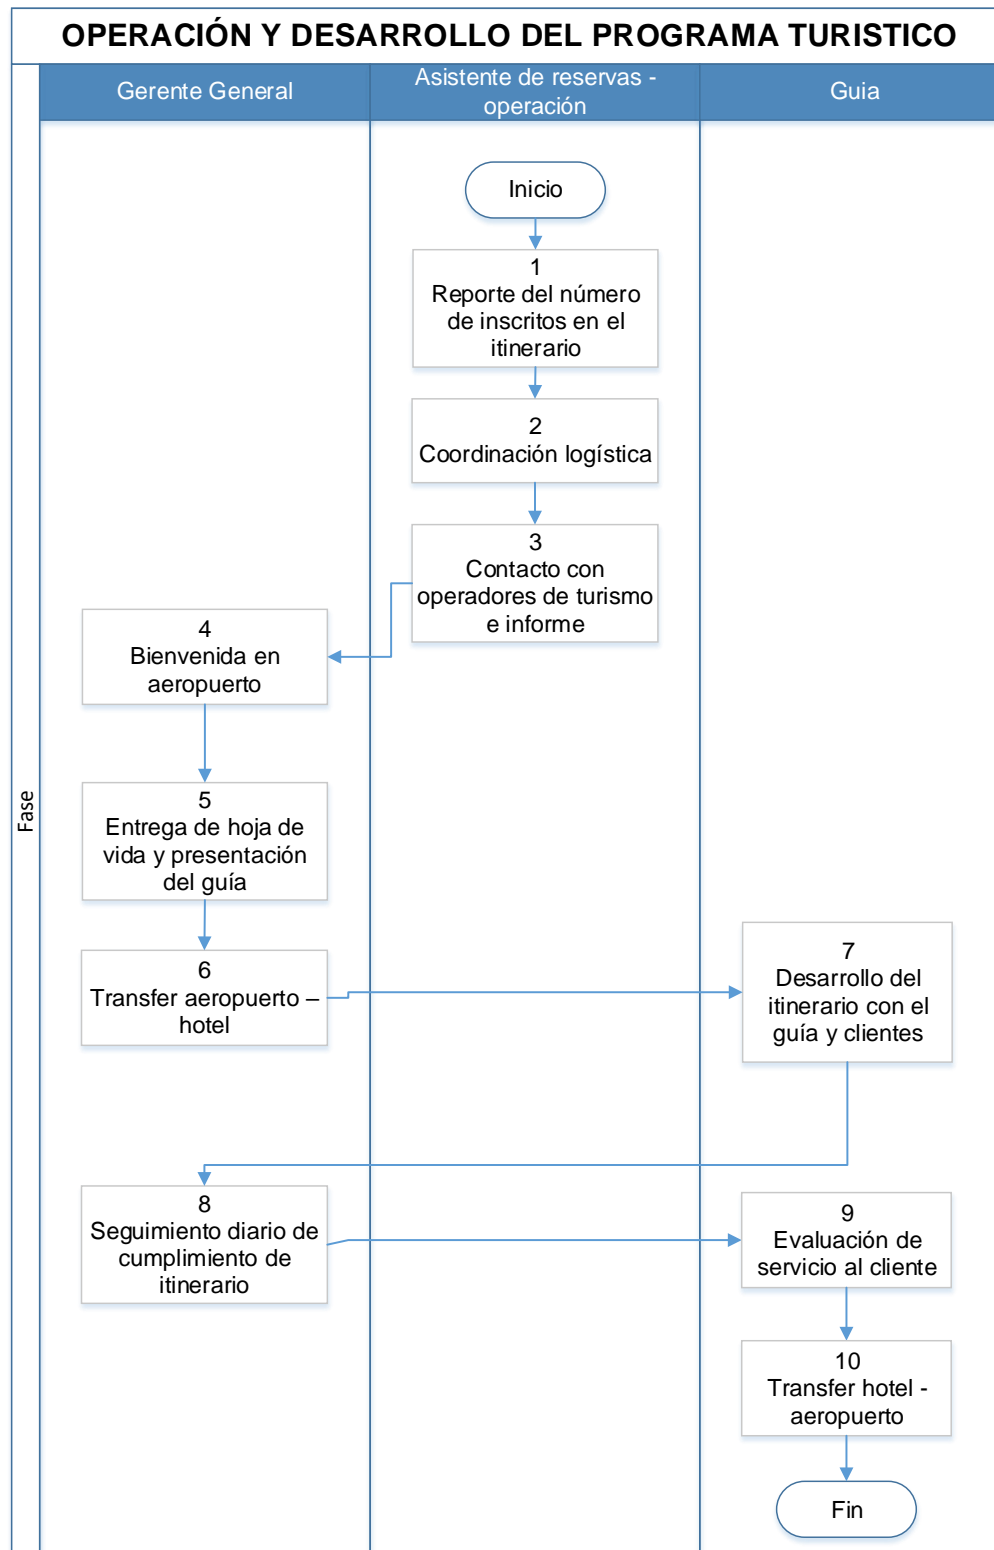 OPERACIÓN Y DESARROLLO DEL PROGRAMA TURISTICO
Gerente General
Asistente de reservas -
operación
Guia
Fase
Inicio
1
Reporte del número
de inscritos en el
itinerario
2
Coordinación logística
3
Contacto con
operadores de turismo
e informe
4
Bienvenida en
aeropuerto
5
Entrega de hoja de
vida y presentación
del guía
6
Transfer aeropuerto –
hotel
7
Desarrollo del
itinerario con el
guía y clientes
8
Seguimiento diario de
cumplimiento de
itinerario
9
Evaluación de
servicio al cliente
10
Transfer hotel -
aeropuerto
Fin